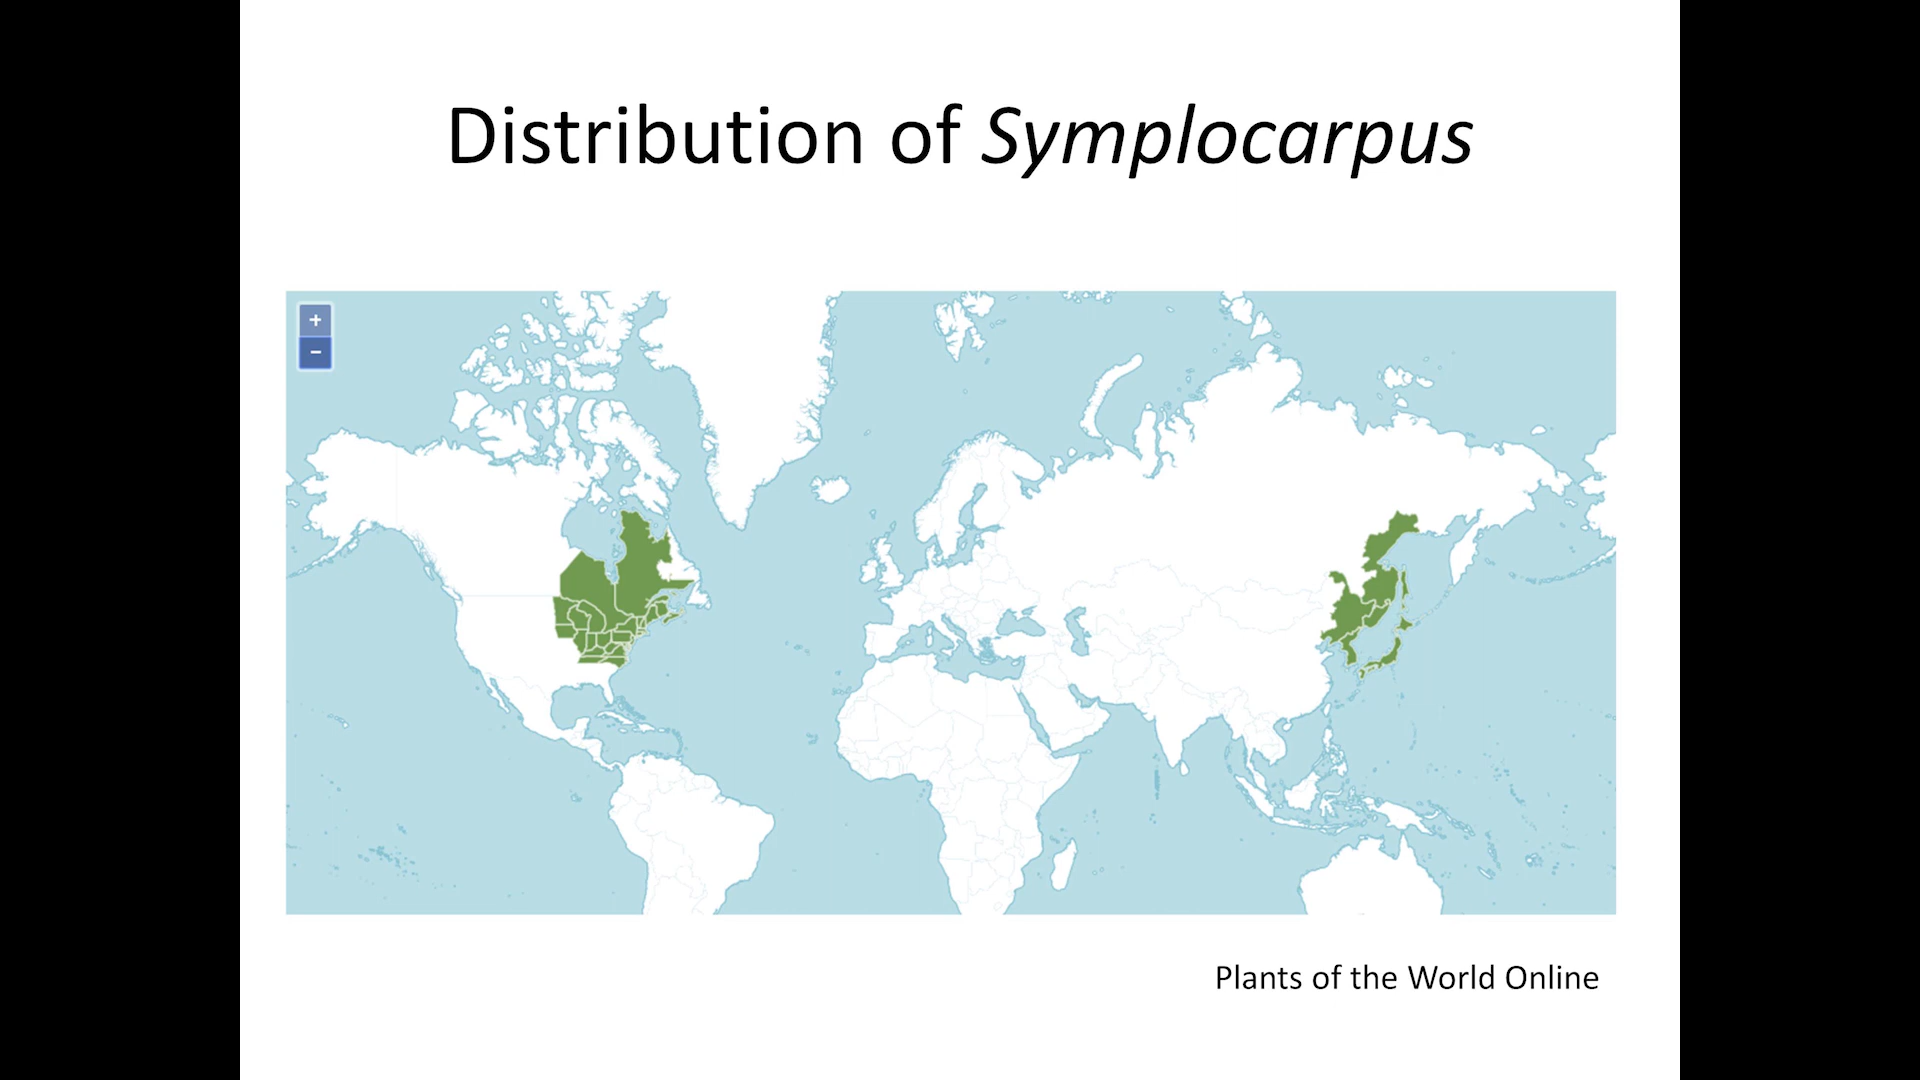 Distribution of Symplocarpus
+
-
Plants of the World Online